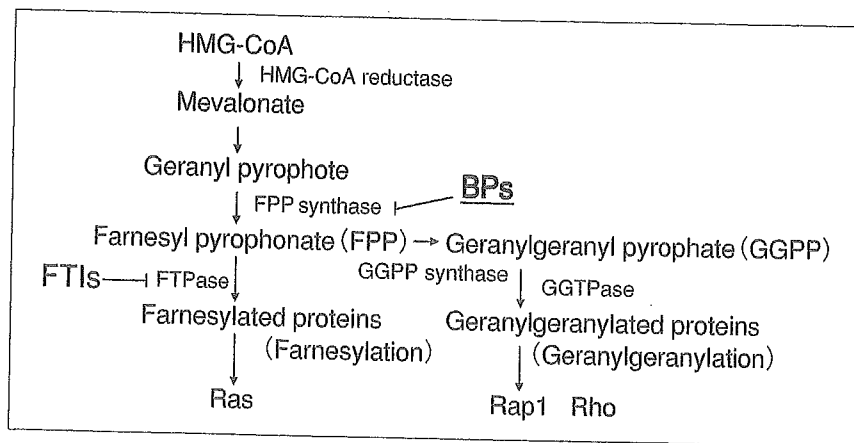 HMG-CoA
HMG-CoA reductase
Mevalonate
Geranyl pyrophote
FPP synthase
BPs
Farnesyl pyrophonate (FPP)
Geranylgeranyl pyrophate (GGPP)
GGPP synthase
FTIs
FTPase
GGTPase
Farnesylated proteins
Geranylgeranylated proteins
(Farnesylation)
(Geranylgeranylation)
Ras
Rap1 Rho